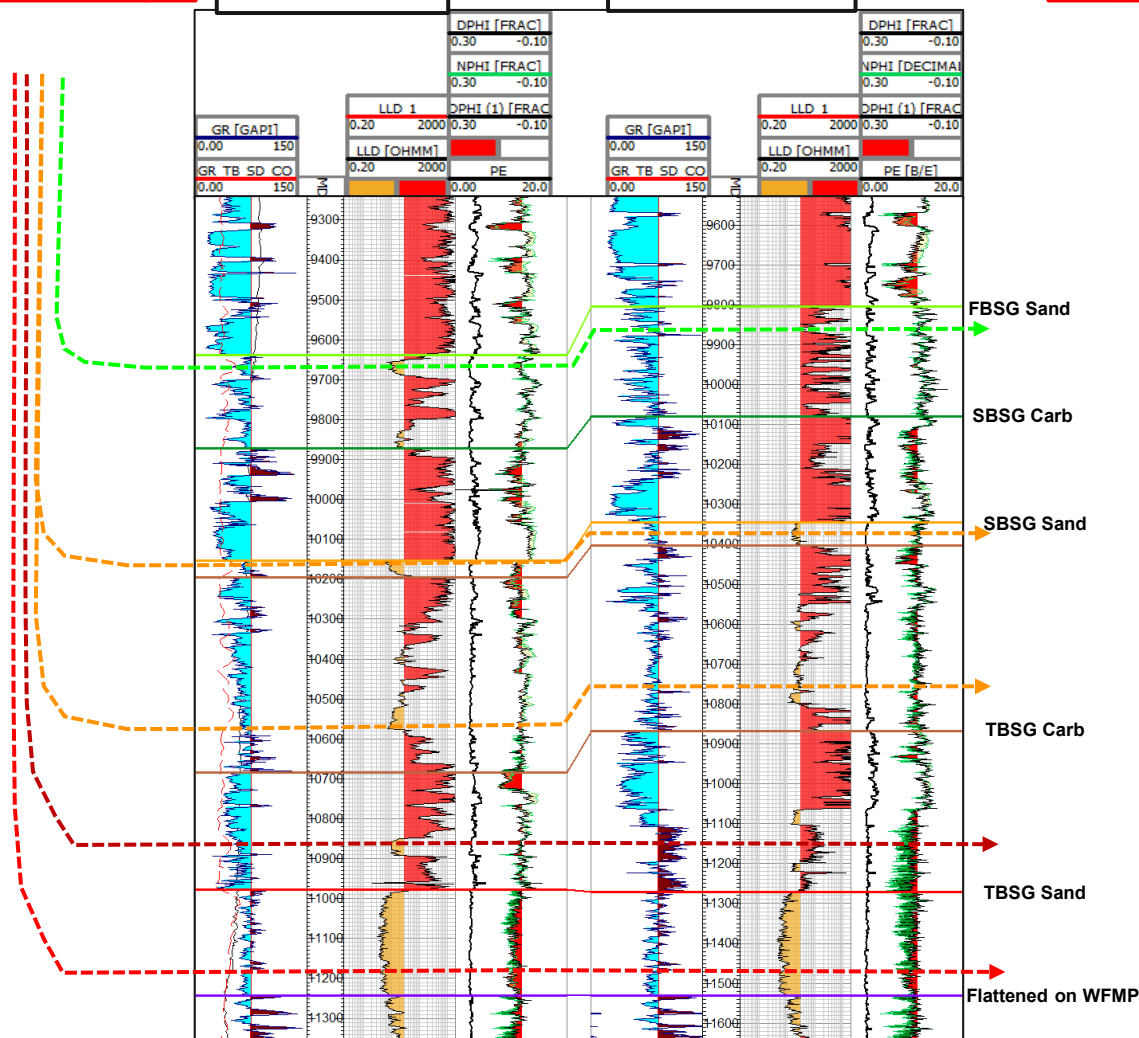 DPHI [FRAC]
0.30 -0.10
NPHI [FRAC]
0.30 -0.10
LLD 1
0.20 2000
DPHI (1) [FRAC
0.30 -0.10
GR [GAPI]
0.00 150
LLD [OHMM]
0.20 2000
GR TB SD CO
0.00 150
MD
PE
0.00 20.0
9300
9400
9500
9600
9700
9800
9900
10000
10100
10200
10300
10400
10500
10600
10700
10800
10900
11000
11100
11200
11300
DPHI [FRAC]
0.30 -0.10
NPHI [DECIMAL
0.30 -0.10
LLD 1
0.20 2000
DPHI (1) [FRAC
0.30 -0.10
GR [GAPI]
0.00 150
LLD [OHMM]
0.20 2000
GR TB SD CO
0.00 150
MD
PE [B/E]
0.00 20.0
9600
9700
9800
9900
10000
10100
10200
10300
10400
10500
10600
10700
10800
10900
11000
11100
11200
11300
11400
11500
11600
FBSG Sand
SBSG Carb
SBSG Sand
TBSG Carb
TBSG Sand
Flattened on WFMP